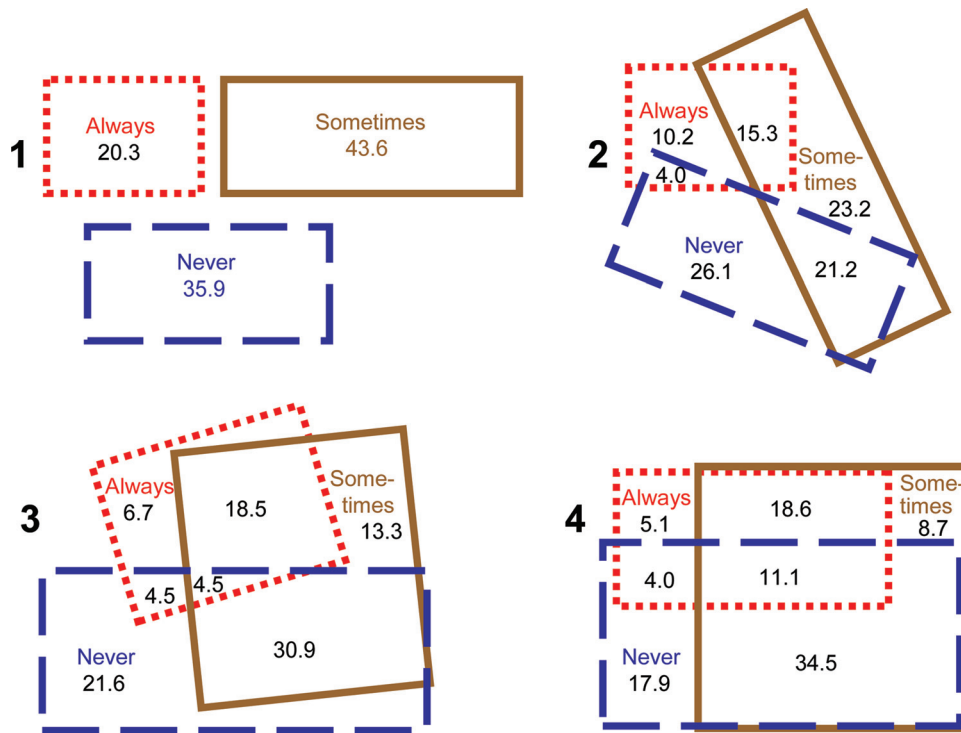 1
Always
20.3
Sometimes
43.6
Never
35.9
2
Always
10.2
15.3
4.0
Some-
times
23.2
Never
26.1
21.2
3
Always
6.7
18.5
Some-
times
13.3
4.5
4.5
Never
21.6
30.9
4
Always
5.1
18.6
Some-
times
8.7
4.0
11.1
Never
17.9
34.5